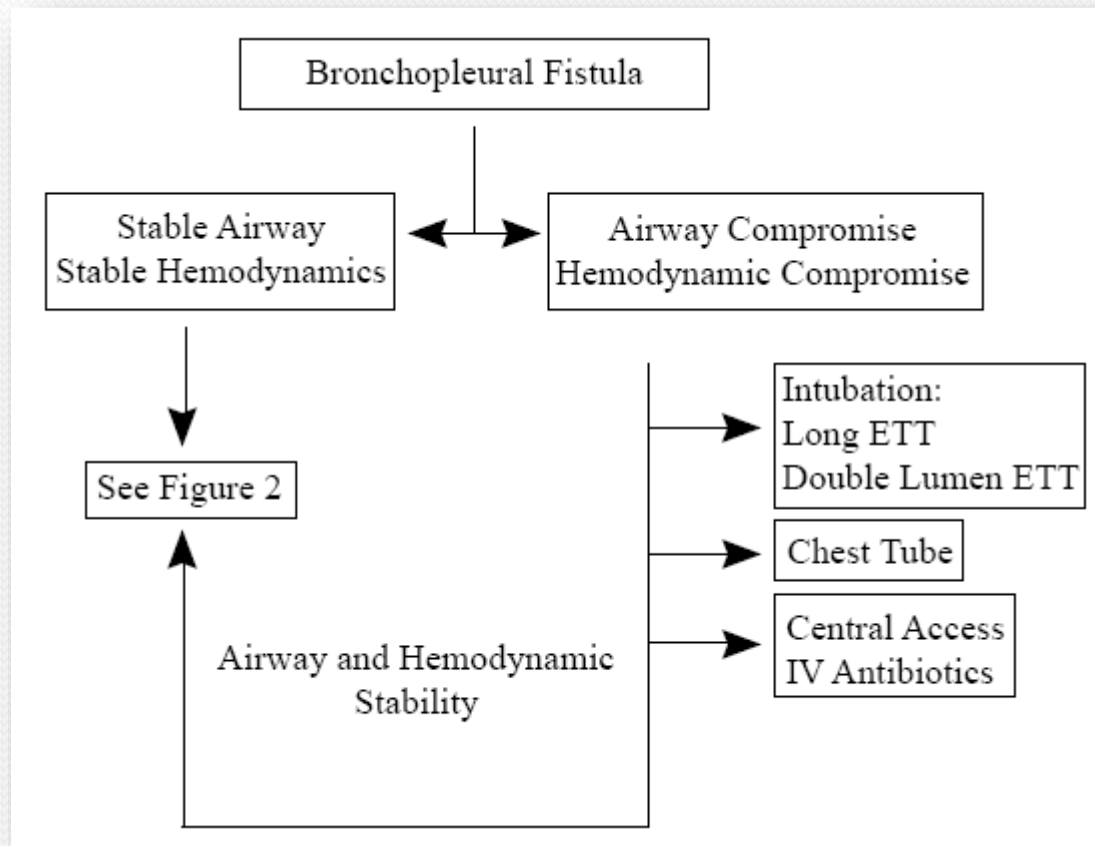 Bronchopleural Fistula
Stable Airway
Stable Hemodynamics
Airway Compromise
Hemodynamic Compromise
Intubation:
Long ETT
Double Lumen ETT
See Figure 2
Chest Tube
Central Access
IV Antibiotics
Airway and Hemodynamic
Stability